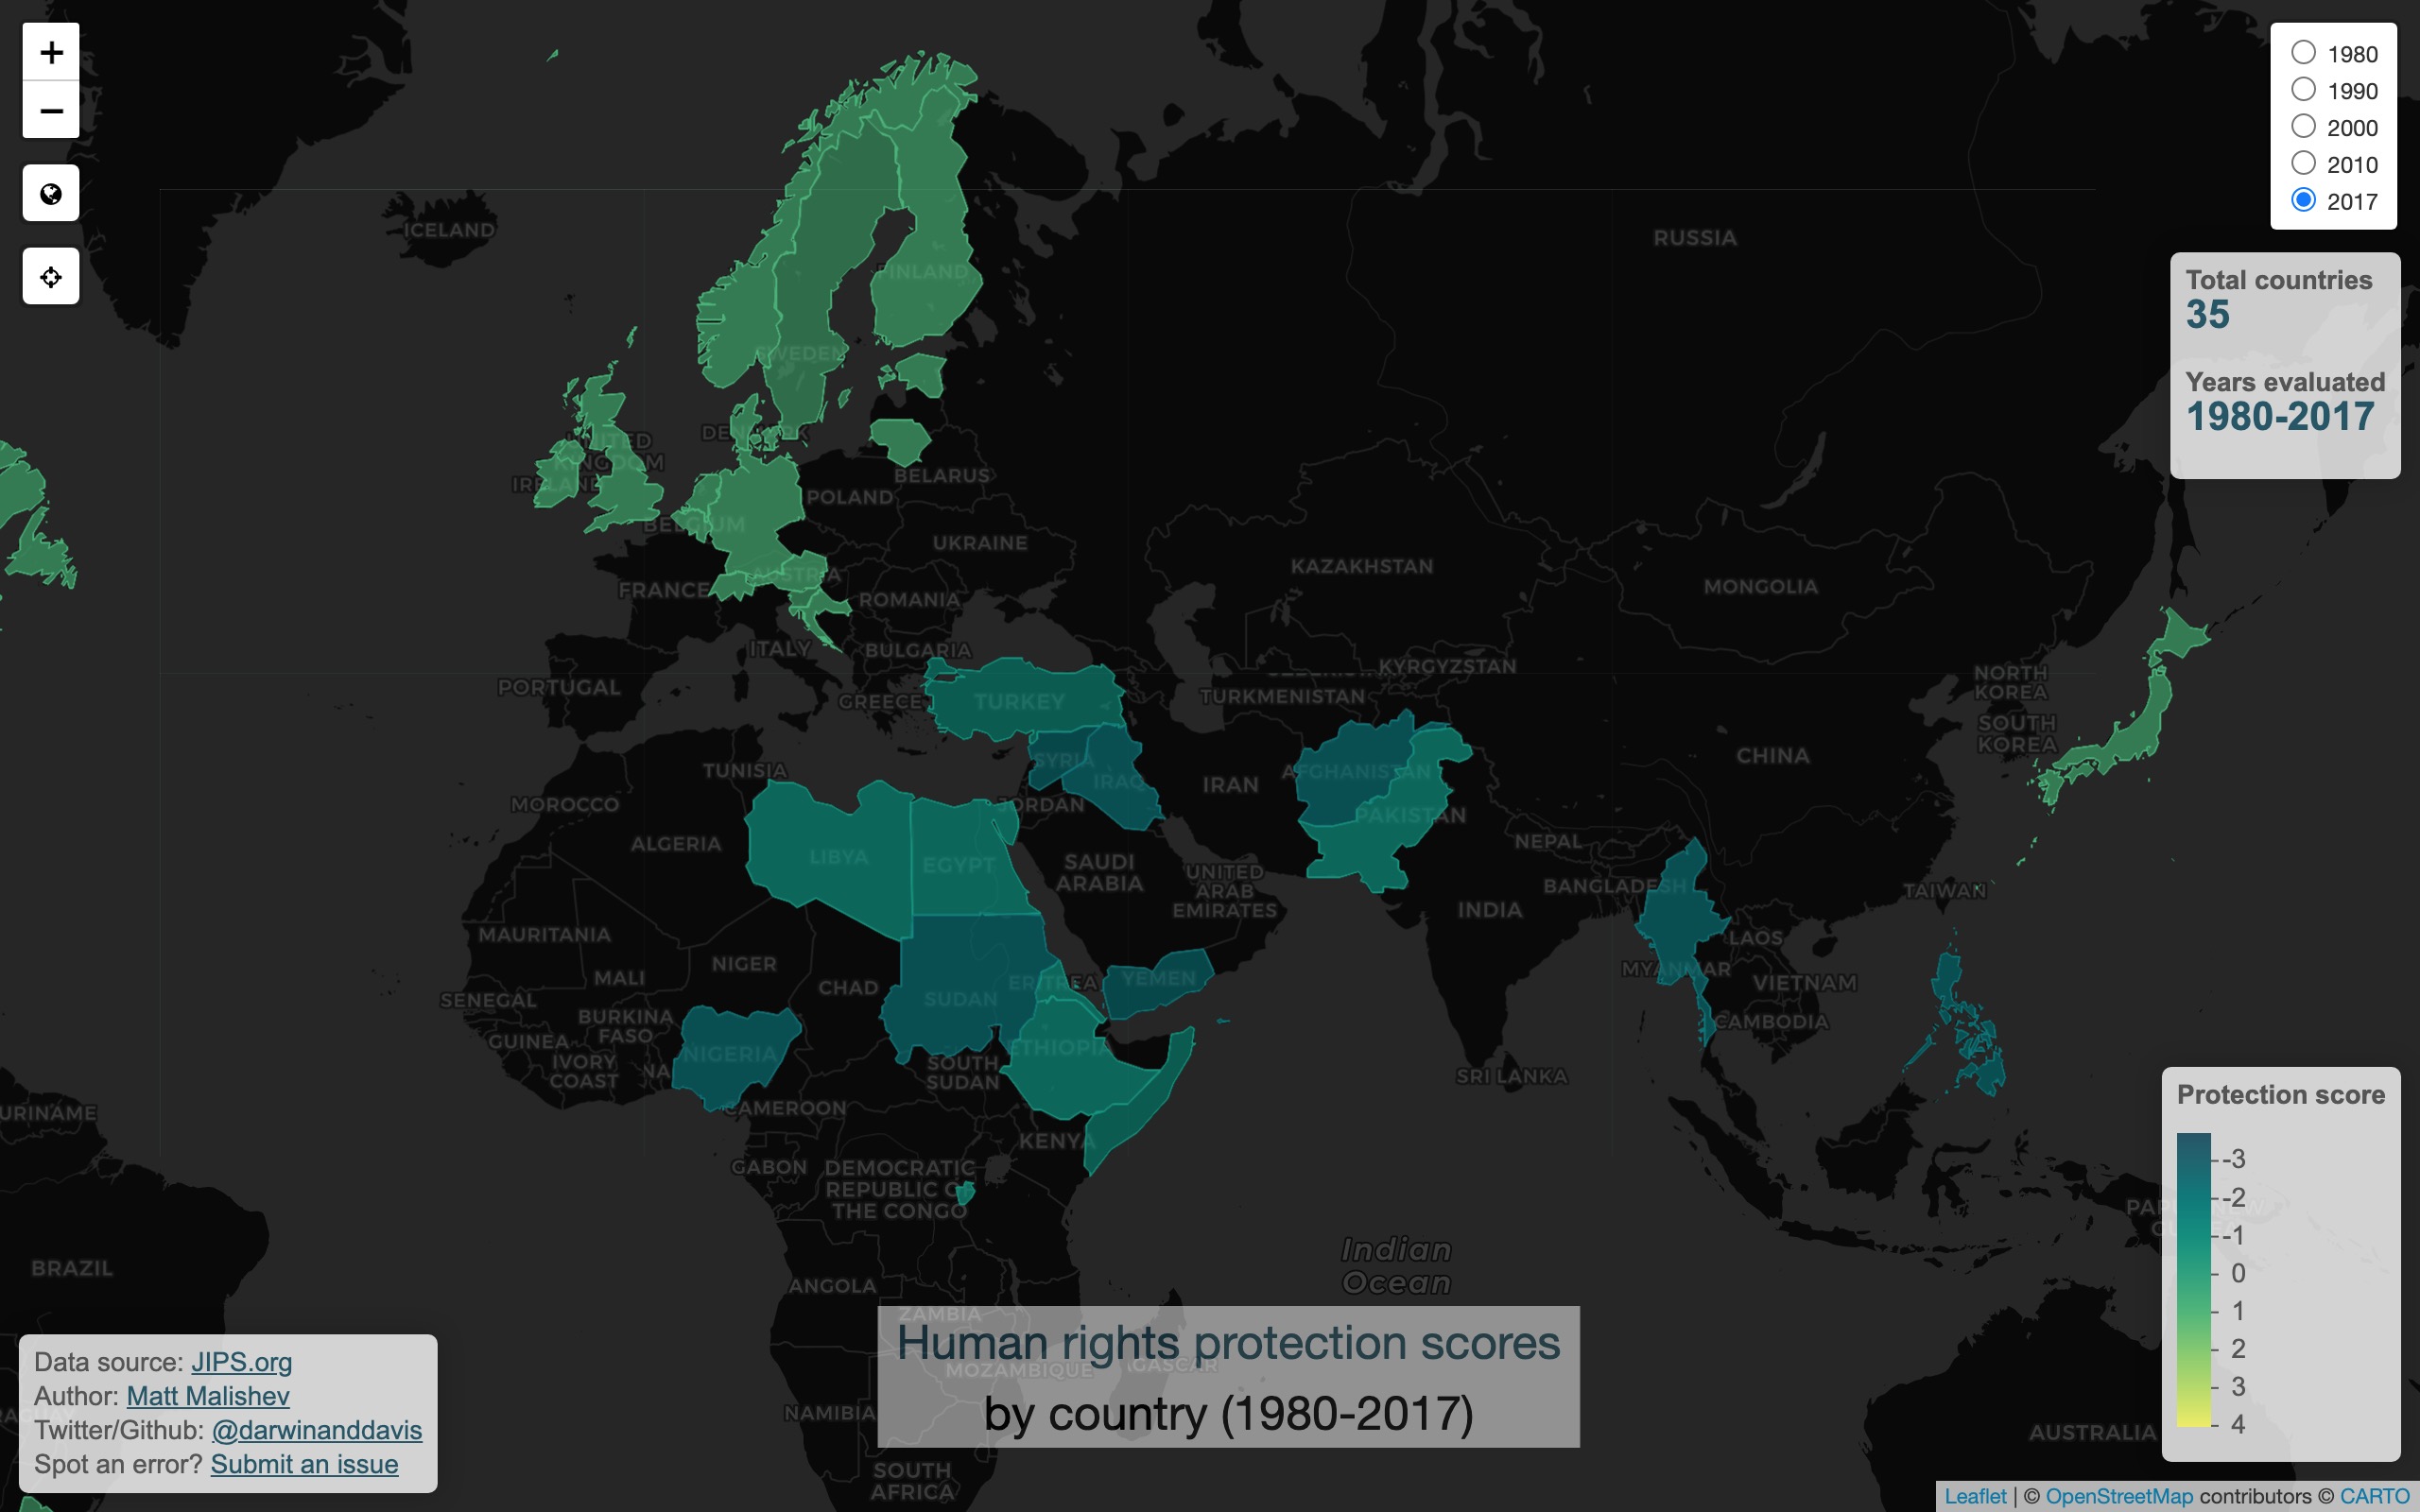 +
−
1980
1990
2000
2010
2017
Total countries
35
Years evaluated
1980-2017
ICELAND
RUSSIA
FINLAND
SWEDEN
DENMARK
UNITED
KINGDOM
IRELAND
BELARUS
POLAND
BELGIUM
UKRAINE
KAZAKHSTAN
AUSTRIA
FRANCE
ROMANIA
MONGOLIA
ITALY
BULGARIA
KYRGYZSTAN
NORTH
KOREA
PORTUGAL
TURKMENISTAN
GREECE
TURKEY
SOUTH
KOREA
CHINA
SYRIA
TUNISIA
AFGHANISTAN
IRAQ
IRAN
MOROCCO
JORDAN
PAKISTAN
ALGERIA
NEPAL
LIBYA
EGYPT
SAUDI
ARABIA
UNITED
ARAB
EMIRATES
BANGLADESH
TAIWAN
INDIA
MAURITANIA
LAOS
NIGER
MYANMAR
MALI
ERITREA
YEMEN
CHAD
VIETNAM
SENEGAL
SUDAN
BURKINA
FASO
CAMBODIA
GUINEA
ETHIOPIA
NIGERIA
IVORY
COAST
NA
SOUTH
SUDAN
SRI LANKA
CAMEROON
URINAME
KENYA
GABON
DEMOCRATIC
REPUBLIC OF
THE CONGO
Protection score
-3
-2
-1
0
1
2
3
4
Indian
Ocean
BRAZIL
ANGOLA
ZAMBIA
MOZAMBIQUE
NAMIBIA
SOUTH
AFRICA
AUSTRALIA
Human rights protection scores
by country (1980-2017)
Data source: JIPS.org
Author: Matt Malishev
Twitter/Github: @darwinanddavis
Spot an error? Submit an issue
Leaflet | © OpenStreetMap contributors © CARTO